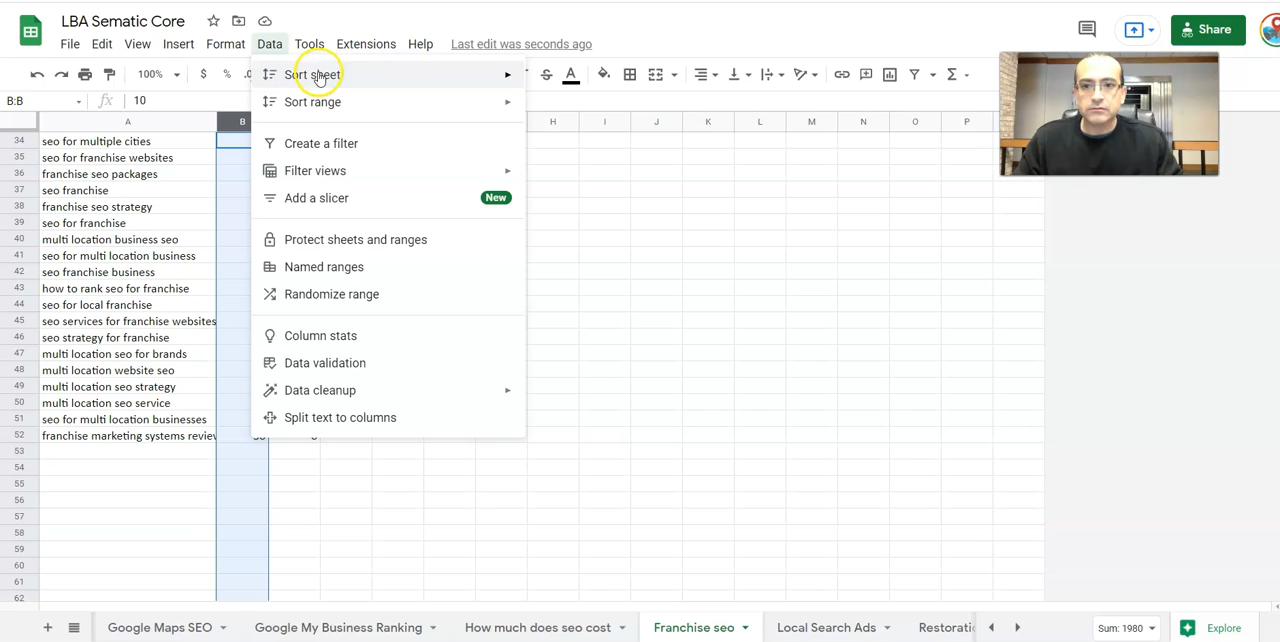 LBA Sematic Core
File Edit View Insert Format Data Tools Extensions Help Last edit was seconds ago
Share
100% $ % .0
B:B fx 10
Sort sheet
Sort range
Create a filter
Filter views
Add a slicer New
Protect sheets and ranges
Named ranges
Randomize range
Column stats
Data validation
Data cleanup
Split text to columns
A B H I J K L M N O P
34 seo for multiple cities
35 seo for franchise websites
36 franchise seo packages
37 seo franchise
38 franchise seo strategy
39 seo for franchise
40 multi location business seo
41 seo for multi location business
42 seo franchise business
43 how to rank seo for franchise
44 seo for local franchise
45 seo services for franchise websites
46 seo strategy for franchise
47 multi location seo for brands
48 multi location website seo
49 multi location seo strategy
50 multi location seo service
51 seo for multi location businesses
52 franchise marketing systems review
53
54
55
56
57
58
59
60
61
62
Google Maps SEO Google My Business Ranking How much does seo cost Franchise seo Local Search Ads Sum: 1980 Explore